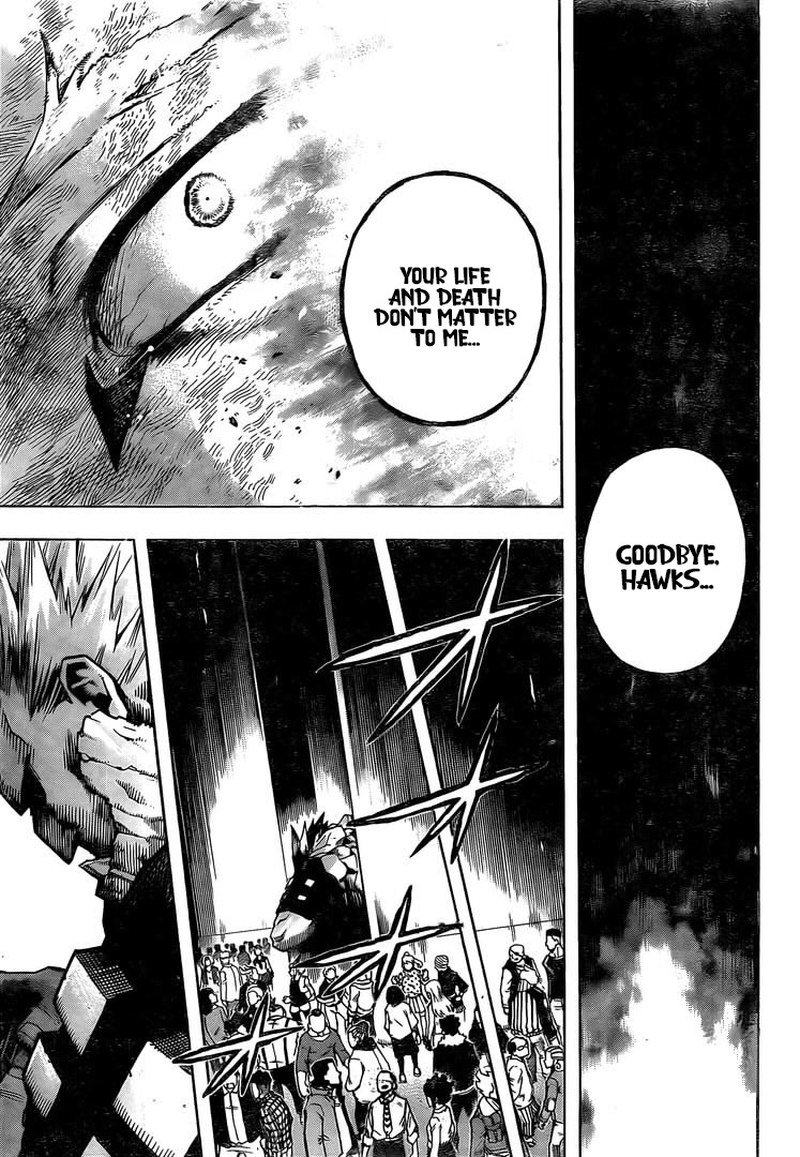 GOODBYE,
HAWKS...
YOUR LIFE
AND DEATH
DON'T MATTER
TO ME...